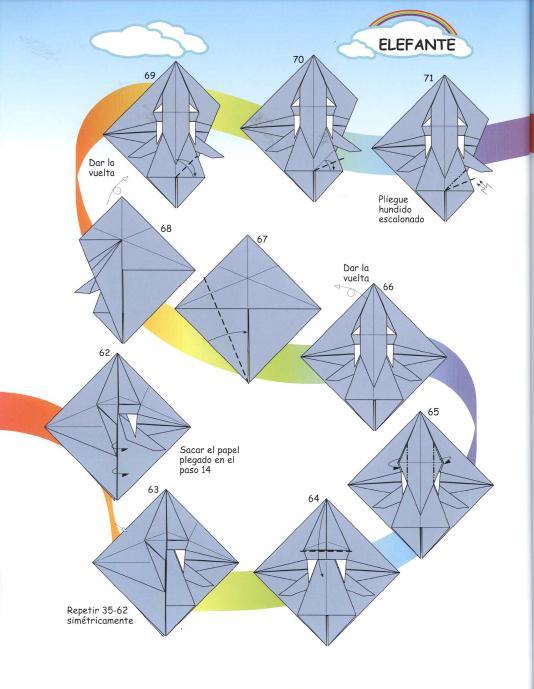 ELEFANTE
62
Sacar el papel
plegado en el
paso 14
63
Repetir 35-62
simétricamente
64
65
66
Dar la
vuelta
67
68
Dar la
vuelta
69
70
71
Pliegue
hundido
escalonado